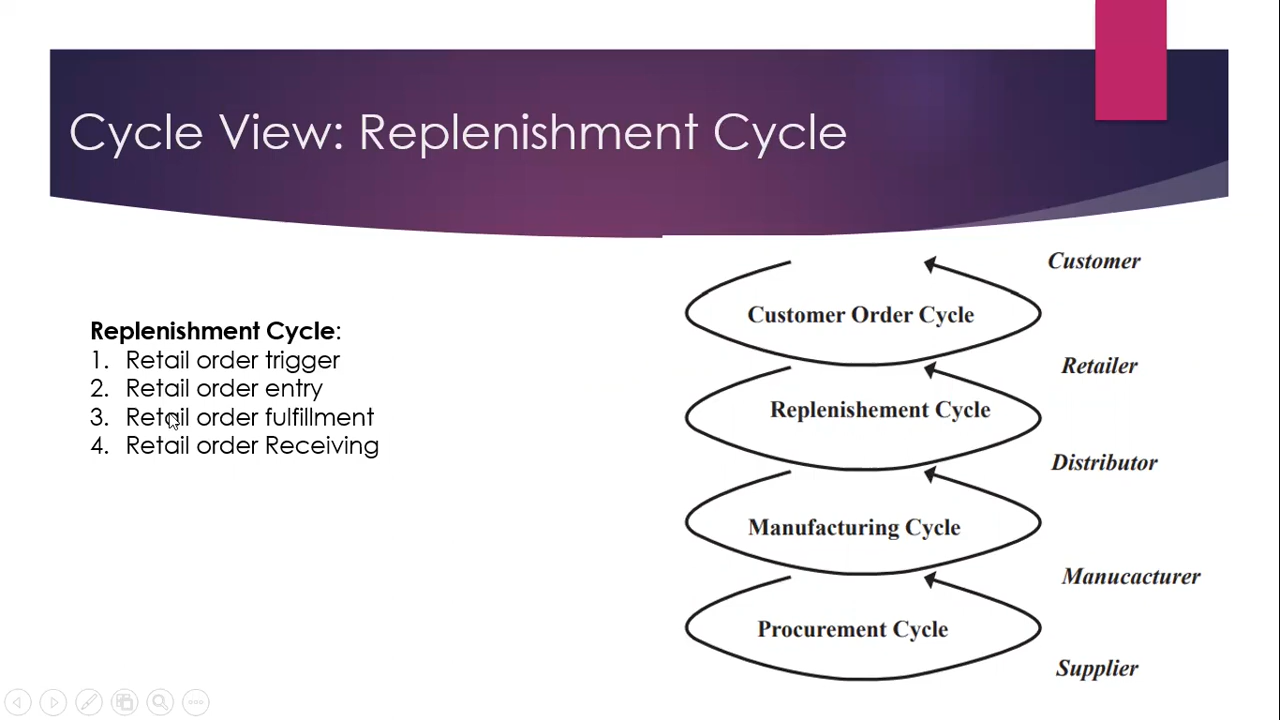 Cycle View: Replenishment Cycle
Replenishment Cycle:
1. Retail order trigger
2. Retail order entry
3. Retail order fulfillment
4. Retail order Receiving
Customer
Customer Order Cycle
Retailer
Replenishement Cycle
Distributor
Manufacturing Cycle
Manucacturer
Procurement Cycle
Supplier